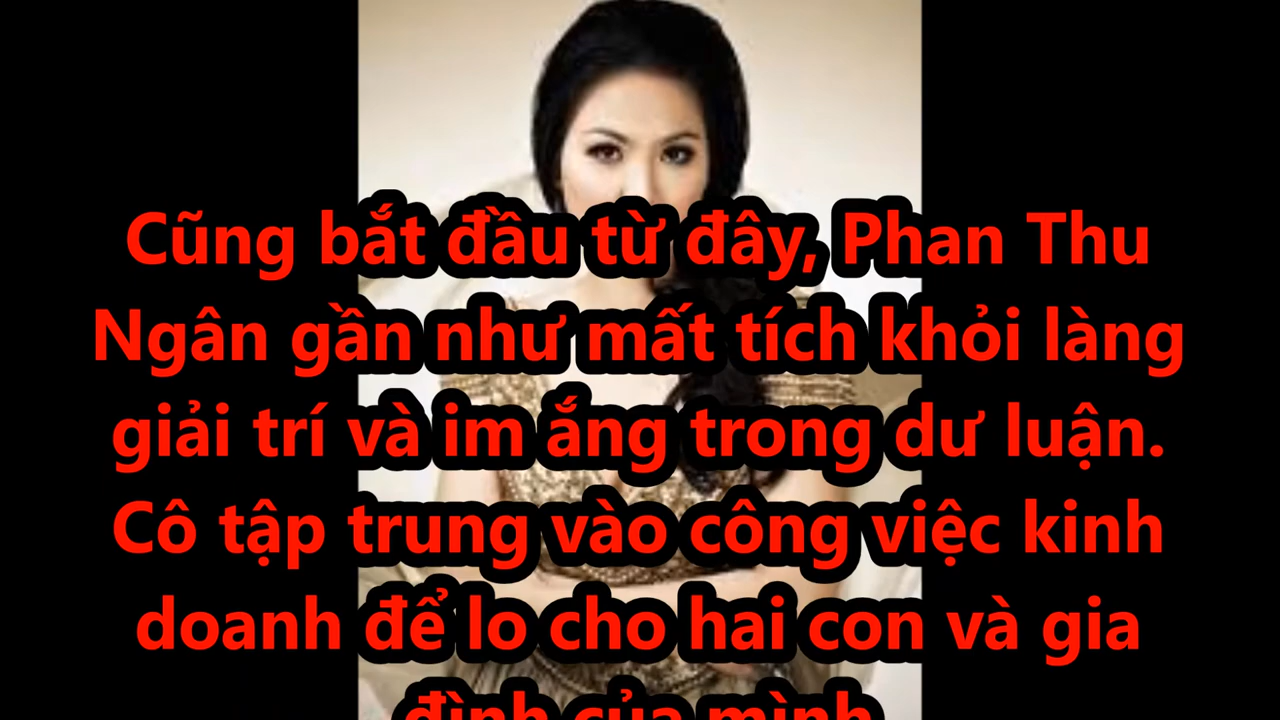 Cũng bắt đầu từ đây, Phan Thu
Ngân gần như mất tích khỏi làng
giải trí và im ắng trong dư luận.
Cô tập trung vào công việc kinh
doanh để lo cho hai con và gia
đình của mình